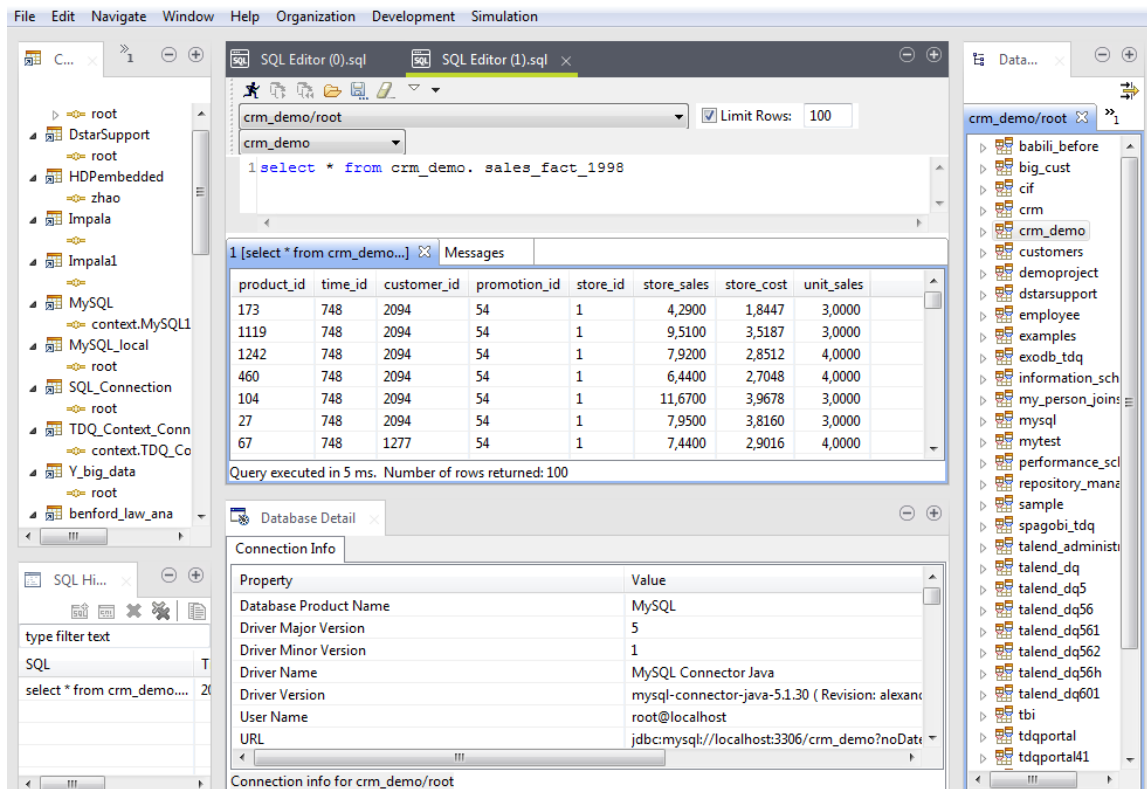 File Edit Navigate Window Help Organization Development Simulation
C...
»1
root
DstarSupport
root
HDPembedded
zhao
Impala
Impala1
MySQL
context.MySQL1
MySQL_local
root
SQL_Connection
root
TDQ_Context_Conn
context.TDQ_Co
Y_big_data
root
benford_law_ana
SQL Hi...
type filter text
SQL T
select * from crm_demo.... 20
SQL Editor (0).sql SQL Editor (1).sql
crm_demo/root Limit Rows: 100
crm_demo
1 select * from crm_demo. sales_fact_1998
1 [select * from crm_demo...] Messages
product_id time_id customer_id promotion_id store_id store_sales store_cost unit_sales
173 748 2094 54 1 4,2900 1,8447 3,0000
1119 748 2094 54 1 9,5100 3,5187 3,0000
1242 748 2094 54 1 7,9200 2,8512 4,0000
460 748 2094 54 1 6,4400 2,7048 4,0000
104 748 2094 54 1 11,6700 3,9678 3,0000
27 748 2094 54 1 7,9500 3,8160 3,0000
67 748 1277 54 1 7,4400 2,9016 4,0000
Query executed in 5 ms. Number of rows returned: 100
Database Detail
Connection Info
Property Value
Database Product Name MySQL
Driver Major Version 5
Driver Minor Version 1
Driver Name MySQL Connector Java
Driver Version mysql-connector-java-5.1.30 ( Revision: alexand
User Name root@localhost
URL jdbc:mysql://localhost:3306/crm_demo?noDate
Connection info for crm_demo/root
Data...
crm_demo/root »1
babili_before
big_cust
cif
crm
crm_demo
customers
demoproject
dstarsupport
employee
examples
exodb_tdq
information_sch
my_person_joins
mysql
mytest
performance_scl
repository_mana
sample
spagobi_tdq
talend_administr
talend_dq
talend_dq5
talend_dq56
talend_dq561
talend_dq562
talend_dq56h
talend_dq601
tbi
tdqportal
tdqportal41